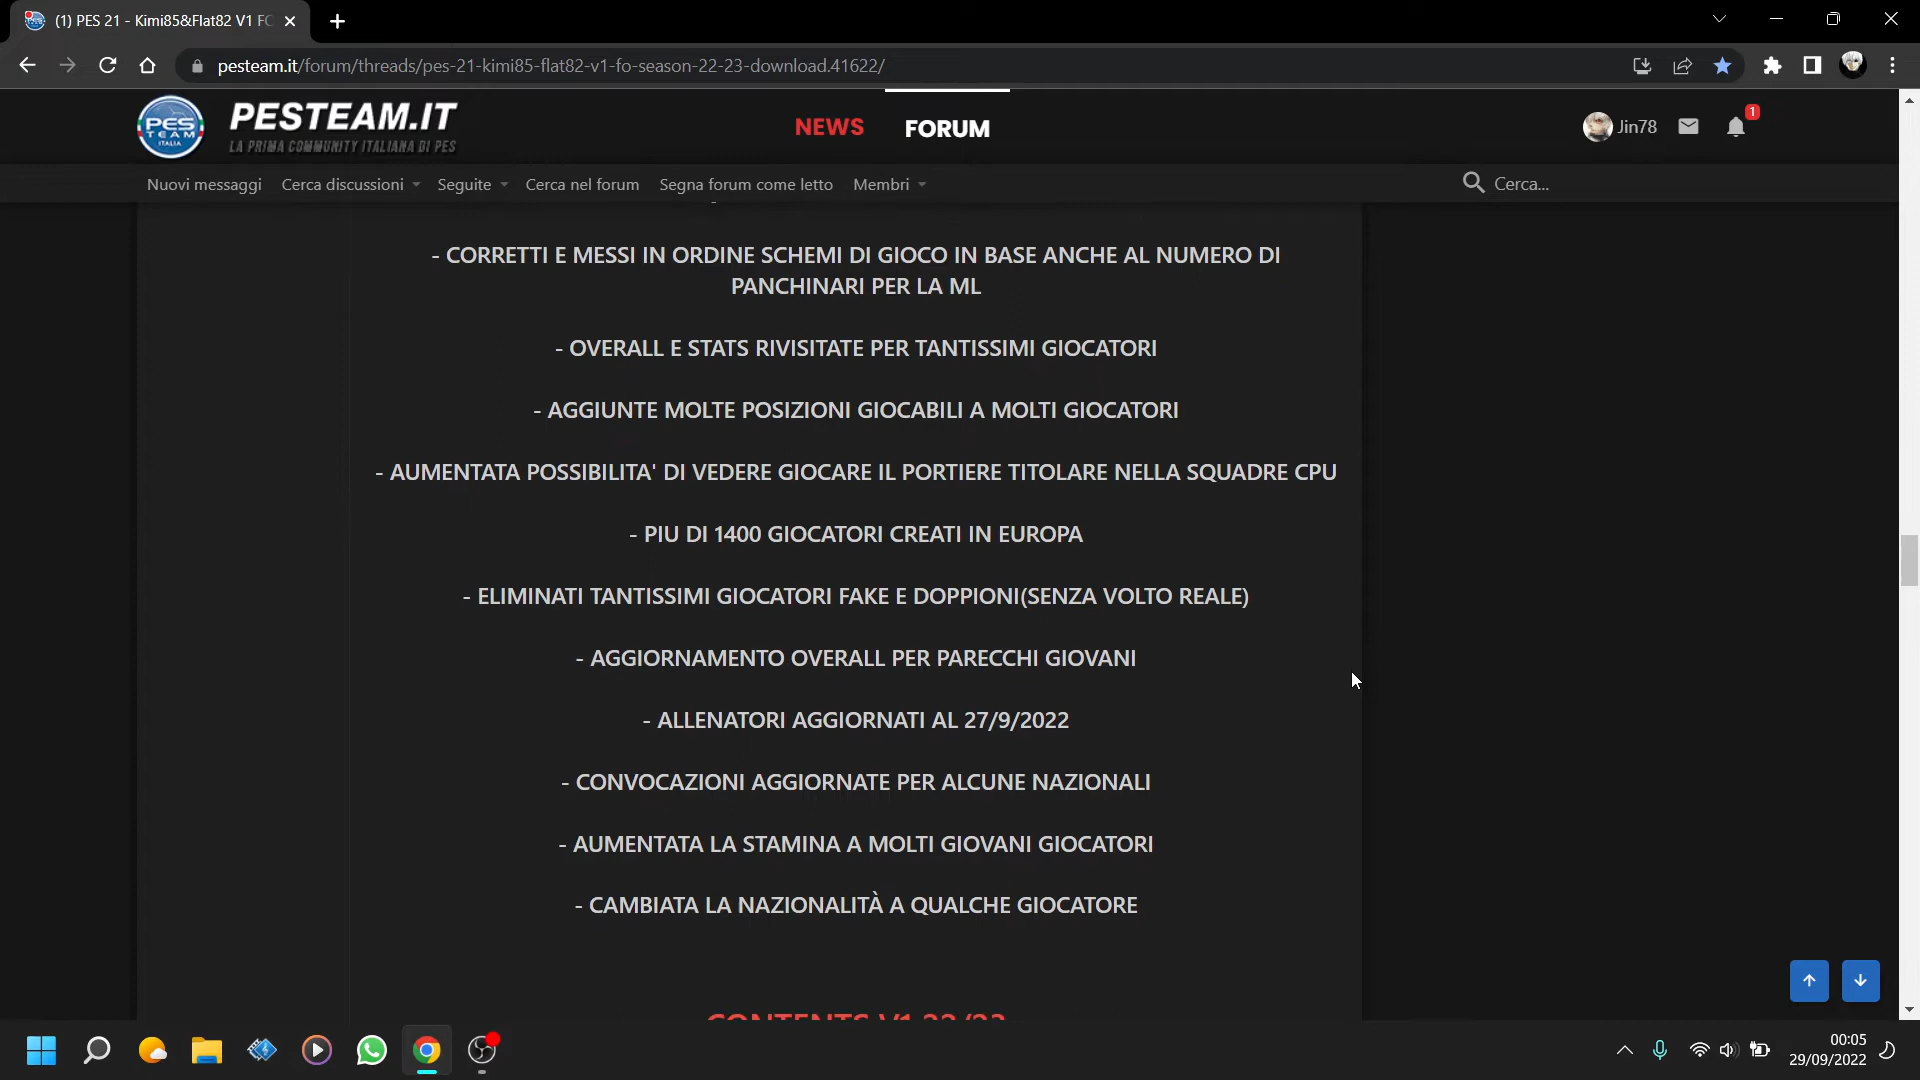 (1) PES 21 - Kimi85&Flat82 V1 FO
pesteam.it/forum/threads/pes-21-kimi85-flat82-v1-fo-season-22-23-download.41622/
PES
TEAM
ITALIA
PESTEAM.IT
LA PRIMA COMMUNITY ITALIANA DI PES
NEWS
FORUM
Jin78
1
Nuovi messaggi
Cerca discussioni
Seguite
Cerca nel forum
Segna forum come letto
Membri
Cerca...
- CORRETTI E MESSI IN ORDINE SCHEMI DI GIOCO IN BASE ANCHE AL NUMERO DI
PANCHINARI PER LA ML
- OVERALL E STATS RIVISITATE PER TANTISSIMI GIOCATORI
- AGGIUNTE MOLTE POSIZIONI GIOCABILI A MOLTI GIOCATORI
- AUMENTATA POSSIBILITA' DI VEDERE GIOCARE IL PORTIERE TITOLARE NELLA SQUADRE CPU
- PIU DI 1400 GIOCATORI CREATI IN EUROPA
- ELIMINATI TANTISSIMI GIOCATORI FAKE E DOPPIONI(SENZA VOLTO REALE)
- AGGIORNAMENTO OVERALL PER PARECCHI GIOVANI
- ALLENATORI AGGIORNATI AL 27/9/2022
- CONVOCAZIONI AGGIORNATE PER ALCUNE NAZIONALI
- AUMENTATA LA STAMINA A MOLTI GIOVANI GIOCATORI
- CAMBIATA LA NAZIONALITÀ A QUALCHE GIOCATORE
CONTENTS V1 22/23
00:05
29/09/2022